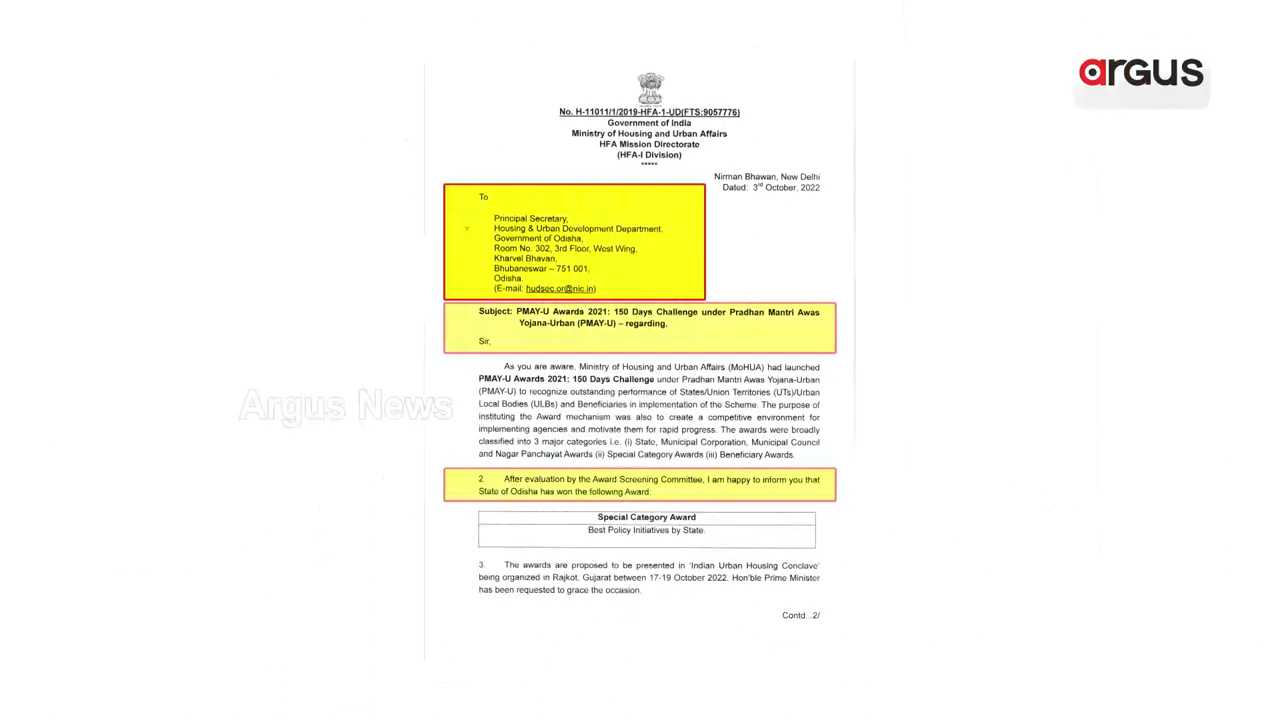 argus
No. H-11011/1/2019-HFA-1-UD(FTS:9057776)
Government of India
Ministry of Housing and Urban Affairs
HFA Mission Directorate
(HFA-I Division)
*****
Nirman Bhawan, New Delhi
Dated: 3rd October, 2022
To
Principal Secretary,
Housing & Urban Development Department,
Government of Odisha,
Room No. 302, 3rd Floor, West Wing,
Kharvel Bhavan,
Bhubaneswar – 751 001,
Odisha.
(E-mail: hudsec.or@nic.in)
Subject: PMAY-U Awards 2021: 150 Days Challenge under Pradhan Mantri Awas
Yojana-Urban (PMAY-U) – regarding.
Sir,
As you are aware, Ministry of Housing and Urban Affairs (MoHUA) had launched
PMAY-U Awards 2021: 150 Days Challenge under Pradhan Mantri Awas Yojna-Urban
(PMAY-U) to recognize outstanding performance of States/Union Territories (UTs)/Urban
Local Bodies (ULBs) and Beneficiaries in implementation of the Scheme. The purpose of
instituting the Award mechanism was also to create a competitive environment for
implementing agencies and motivate them for rapid progress. The awards were broadly
classified into 3 major categories i.e. (i) State, Municipal Corporation, Municipal Council
and Nagar Panchayat Awards (ii) Special Category Awards (iii) Beneficiary Awards.
Argus News
2. After evaluation by the Award Screening Committee, I am happy to inform you that
State of Odisha has won the following Award:
Special Category Award
Best Policy Initiatives by State.
3. The awards are proposed to be presented in 'Indian Urban Housing Conclave'
being organized in Rajkot, Gujarat between 17-19 October 2022. Hon'ble Prime Minister
has been requested to grace the occasion.
Contd...2/